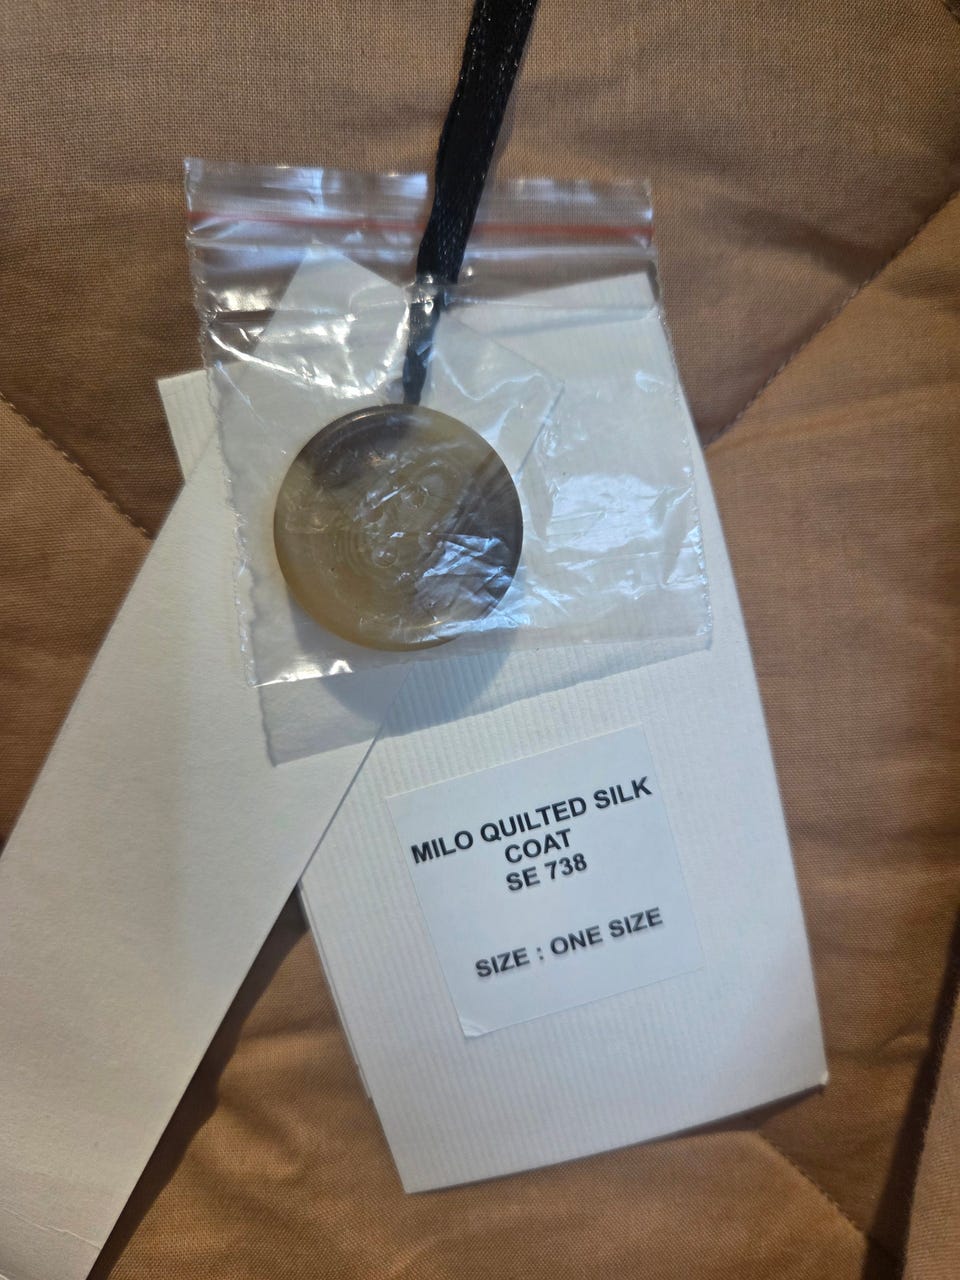 MILO QUILTED SILK
COAT
SE 738
SIZE : ONE SIZE